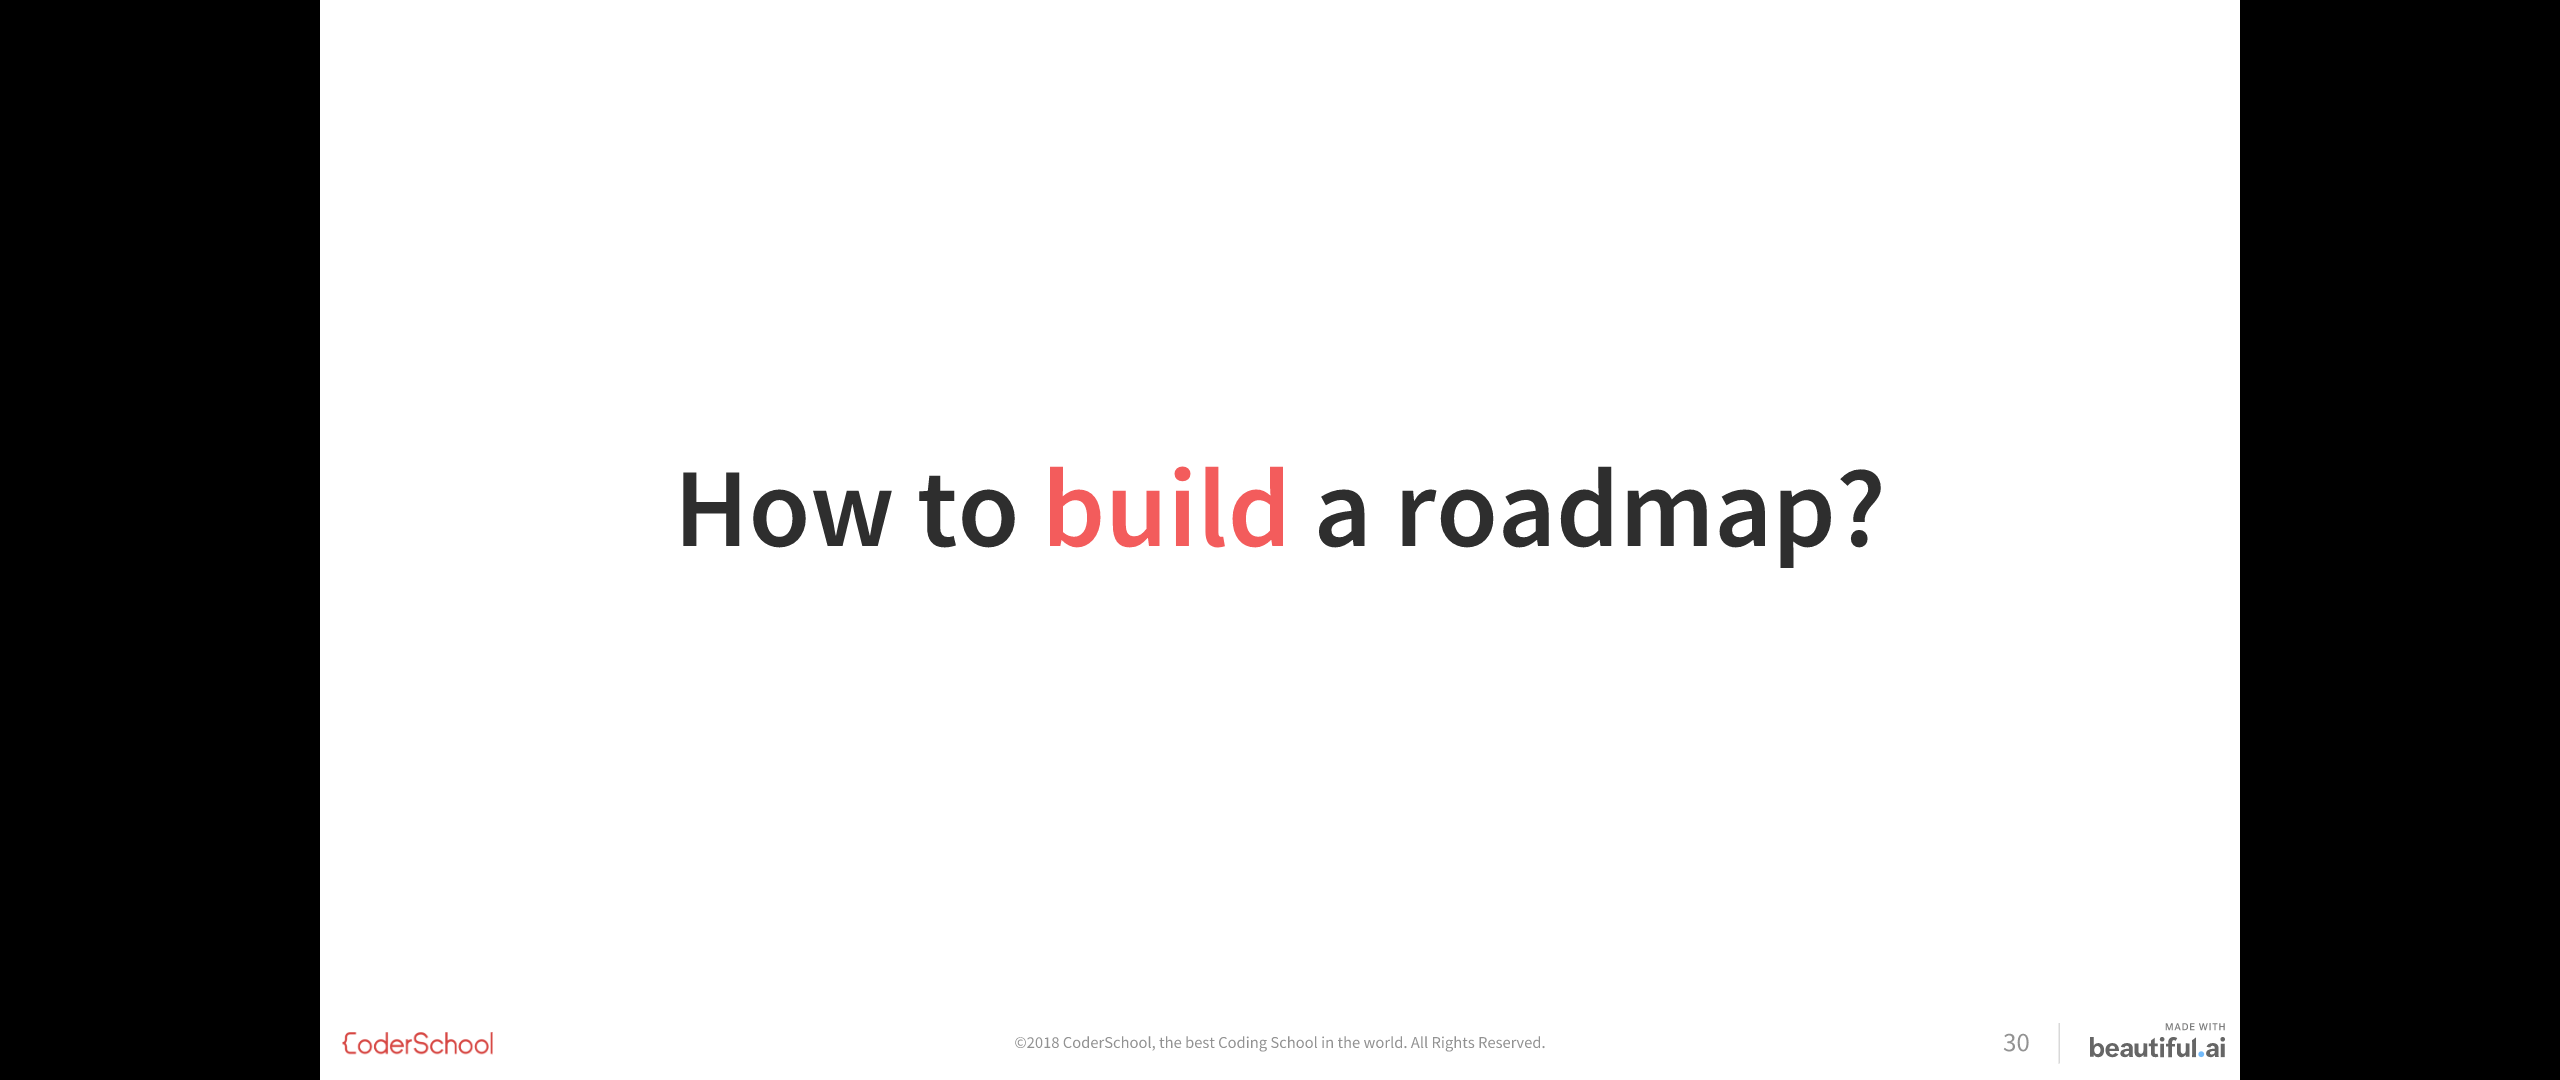 How to build a roadmap?
CoderSchool
©2018 CoderSchool, the best Coding School in the world. All Rights Reserved.
30
MADE WITH
beautiful.ai